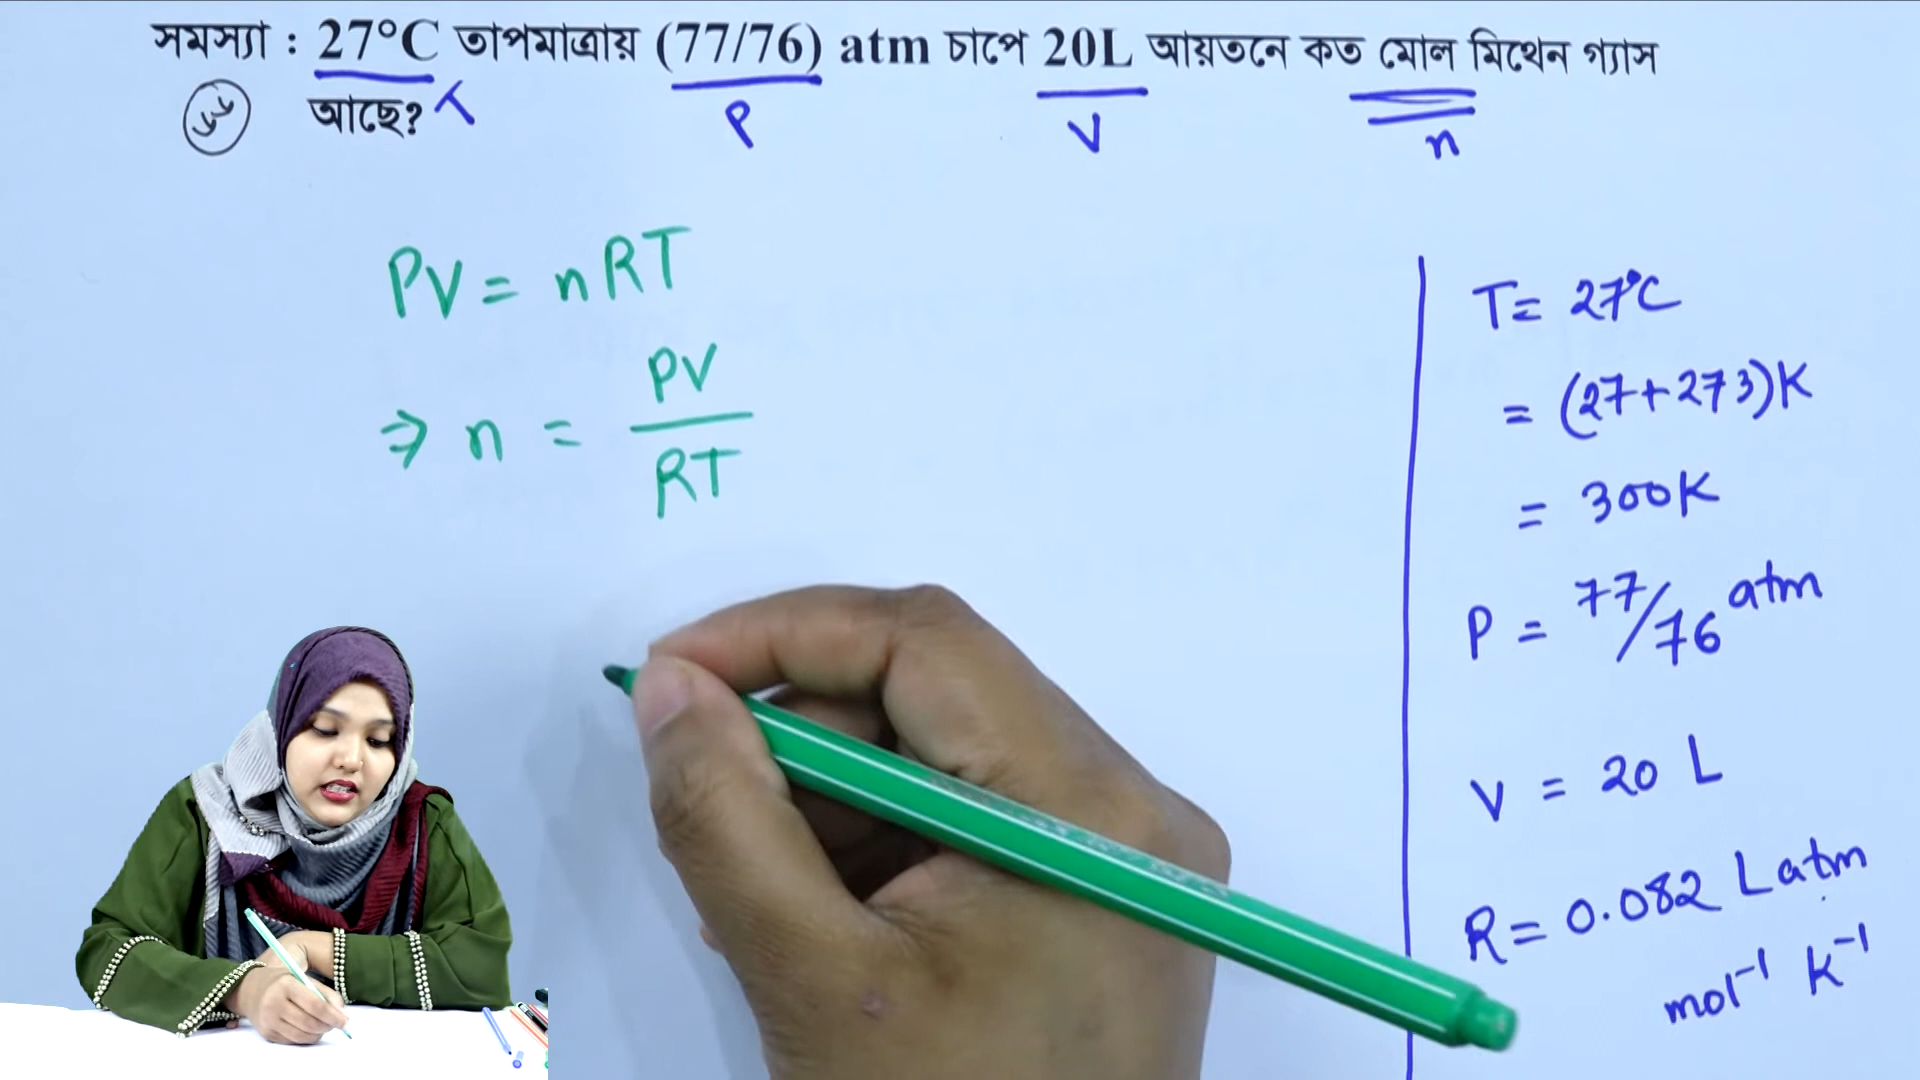 সমস্যা : 27°C তাপমাত্রায় (77/76) atm চাপে 20L আয়তনে কত মোল মিথেন গ্যাস
আছে?
T
P
V
n
PV = nRT
⇒ n = PV
RT
T = 27°C
= (27+273)K
= 300K
P = 77/76 atm
V = 20 L
R = 0.082 L atm
mol⁻¹ K⁻¹